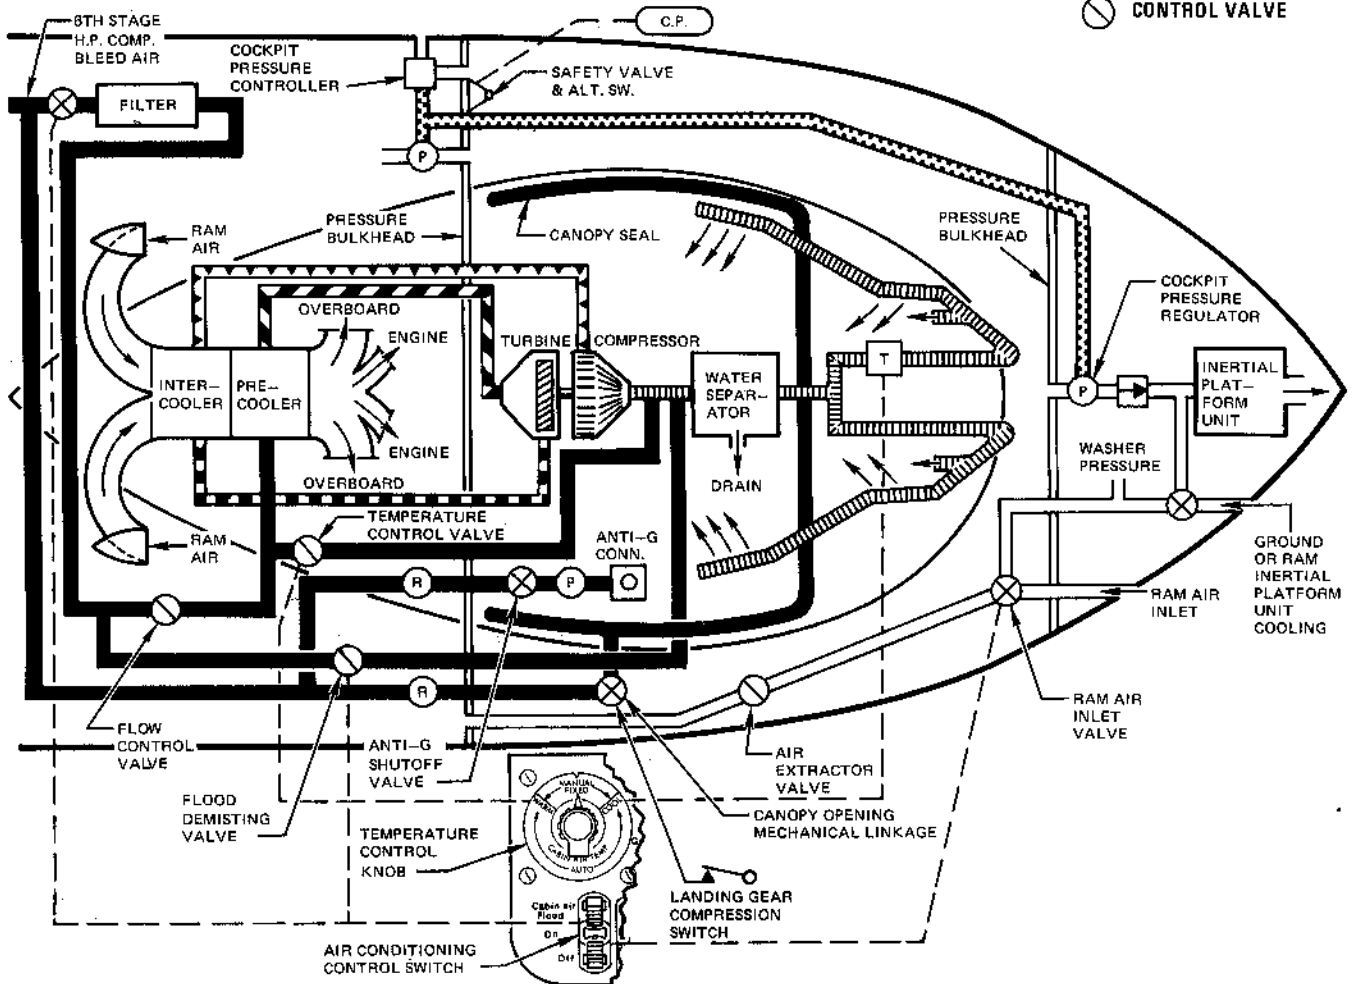 CONTROL VALVE
6TH STAGE
H.P. COMP.
BLEED AIR
C.P.
COCKPIT
PRESSURE
CONTROLLER
SAFETY VALVE
& ALT. SW.
FILTER
P
RAM
AIR
PRESSURE
BULKHEAD
CANOPY SEAL
PRESSURE
BULKHEAD
COCKPIT
PRESSURE
REGULATOR
OVERBOARD
ENGINE
TURBINE
COMPRESSOR
T
INTER-
COOLER
PRE-
COOLER
WATER
SEPAR-
ATOR
P
INERTIAL
PLAT-
FORM
UNIT
ENGINE
OVERBOARD
DRAIN
WASHER
PRESSURE
TEMPERATURE
CONTROL VALVE
RAM
AIR
ANTI-G
CONN.
R
P
GROUND
OR RAM
INERTIAL
PLATFORM
UNIT
COOLING
RAM AIR
INLET
R
FLOW
CONTROL
VALVE
ANTI-G
SHUTOFF
VALVE
AIR
EXTRACTOR
VALVE
RAM AIR
INLET
VALVE
FLOOD
DEMISTING
VALVE
CANOPY OPENING
MECHANICAL LINKAGE
TEMPERATURE
CONTROL
KNOB
MANUAL
FIXED
WARM
COOL
CABIN AIR TEMP
AUTO
LANDING GEAR
COMPRESSION
SWITCH
Cabin air
Flood
On
Off
AIR CONDITIONING
CONTROL SWITCH